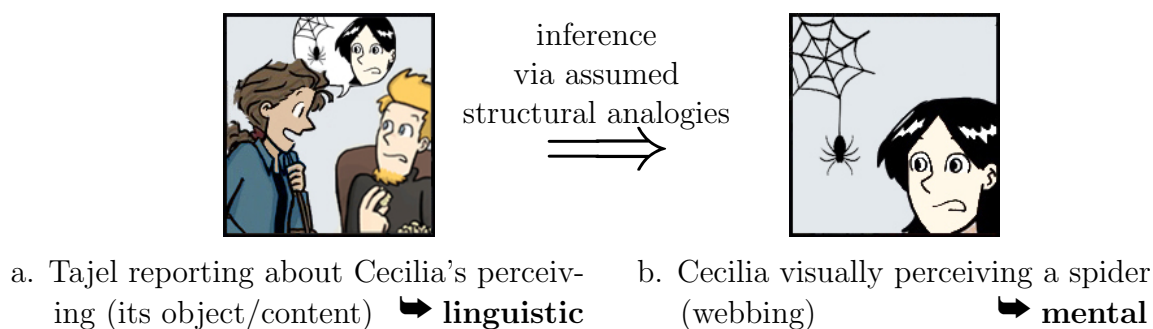 inference
via assumed
structural analogies
a. Tajel reporting about Cecilia's perceiv-
ing (its object/content) ➥ linguistic
b. Cecilia visually perceiving a spider
(webbing) ➥ mental